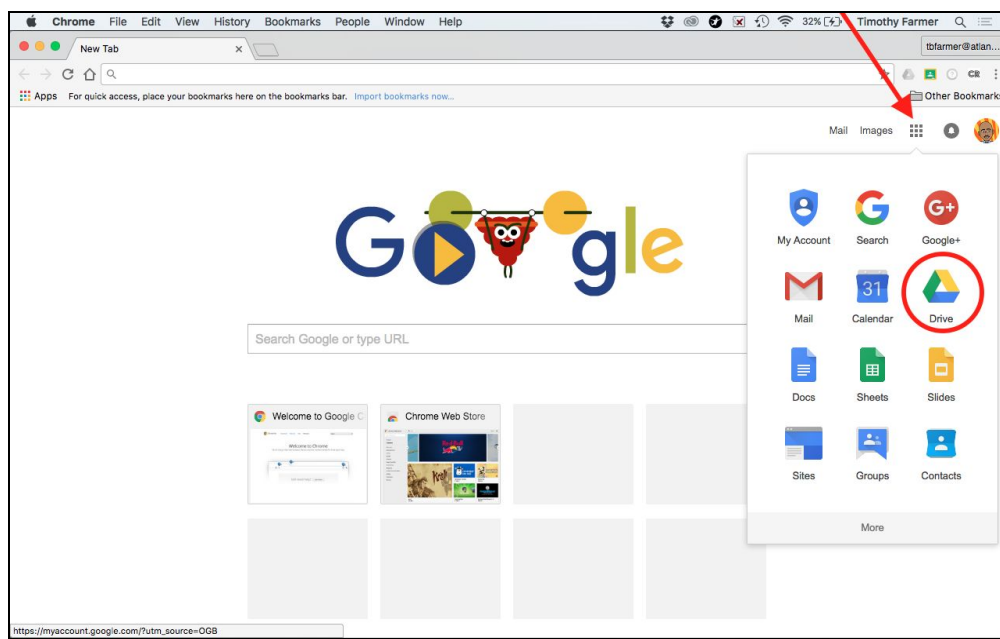 Chrome File Edit View History Bookmarks People Window Help 32% Timothy Farmer
New Tab tbfarmer@atlan...
CR
Apps For quick access, place your bookmarks here on the bookmarks bar. Import bookmarks now... Other Bookmarks
Mail Images
Google
G+
My Account Search Google+
31
Mail Calendar Drive
Search Google or type URL
Docs Sheets Slides
Welcome to Google C Chrome Web Store
Sites Groups Contacts
More
https://myaccount.google.com/?utm_source=OGB